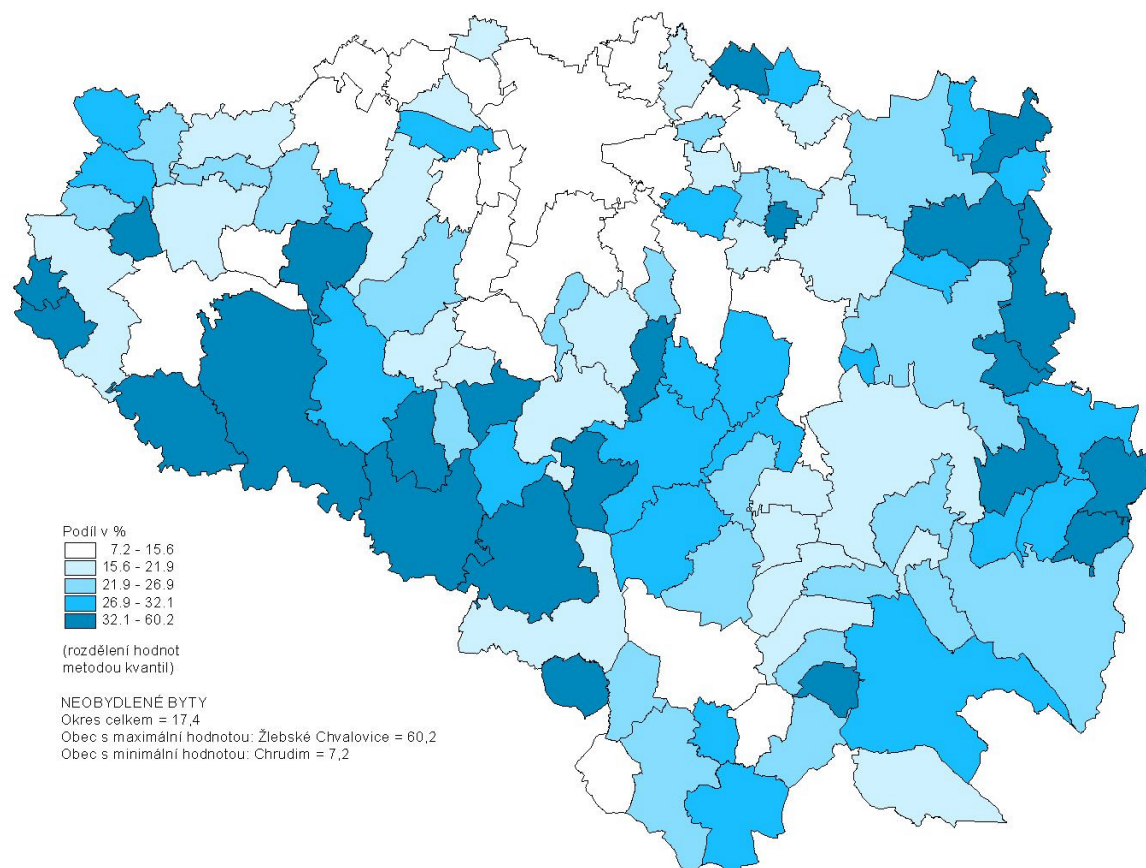 Podíl v %
7.2 - 15.6
15.6 - 21.9
21.9 - 26.9
26.9 - 32.1
32.1 - 60.2
(rozdělení hodnot
metodou kvantil)
NEOBYDLENÉ BYTY
Okres celkem = 17,4
Obec s maximální hodnotou: Žlebské Chvalovice = 60,2
Obec s minimální hodnotou: Chrudim = 7,2